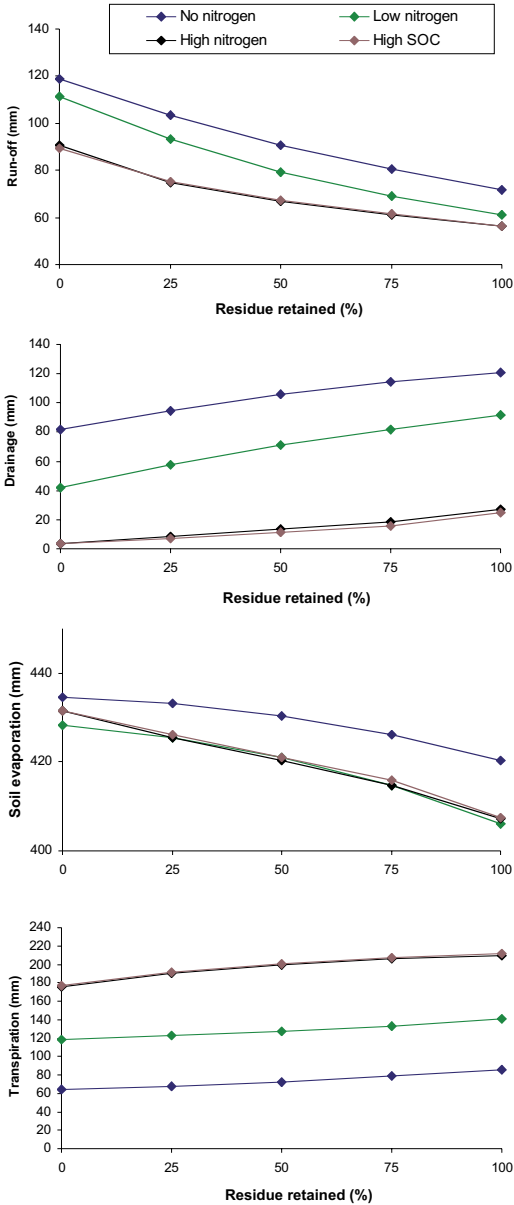 No nitrogen Low nitrogen
High nitrogen High SOC
140
120
100
80
60
40
Run-off (mm)
0 25 50 75 100
Residue retained (%)
140
120
100
80
60
40
20
0
Drainage (mm)
0 25 50 75 100
Residue retained (%)
440
420
400
Soil evaporation (mm)
0 25 50 75 100
240
220
200
180
160
140
120
100
80
60
40
20
0
Transpiration (mm)
0 25 50 75 100
Residue retained (%)